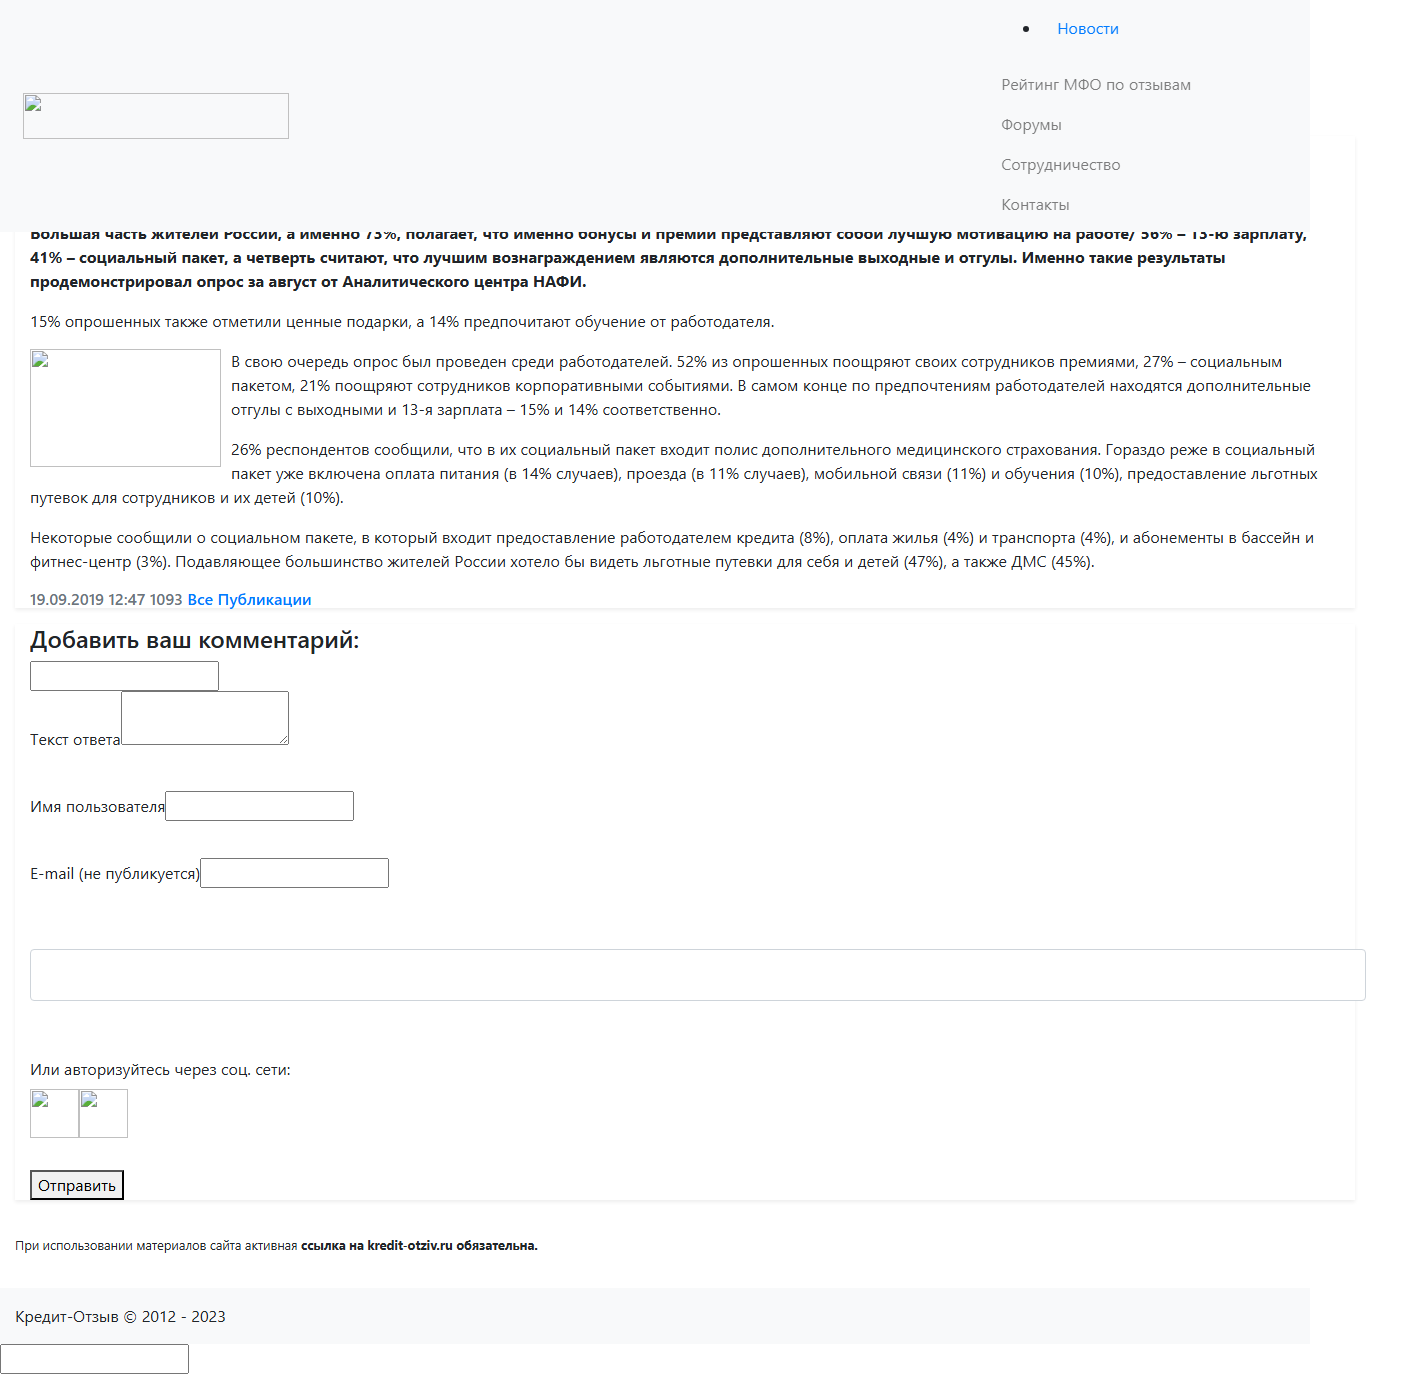 Новости
Рейтинг МФО по отзывам
Форумы
Сотрудничество
Контакты
Большая часть жителей России, а именно 73%, полагает, что именно бонусы и премии представляют собой лучшую мотивацию на работе/ 56% – 13-ю зарплату,
41% – социальный пакет, а четверть считают, что лучшим вознаграждением являются дополнительные выходные и отгулы. Именно такие результаты
продемонстрировал опрос за август от Аналитического центра НАФИ.
15% опрошенных также отметили ценные подарки, а 14% предпочитают обучение от работодателя.
В свою очередь опрос был проведен среди работодателей. 52% из опрошенных поощряют своих сотрудников премиями, 27% – социальным
пакетом, 21% поощряют сотрудников корпоративными событиями. В самом конце по предпочтениям работодателей находятся дополнительные
отгулы с выходными и 13-я зарплата – 15% и 14% соответственно.
26% респондентов сообщили, что в их социальный пакет входит полис дополнительного медицинского страхования. Гораздо реже в социальный
пакет уже включена оплата питания (в 14% случаев), проезда (в 11% случаев), мобильной связи (11%) и обучения (10%), предоставление льготных
путевок для сотрудников и их детей (10%).
Некоторые сообщили о социальном пакете, в который входит предоставление работодателем кредита (8%), оплата жилья (4%) и транспорта (4%), и абонементы в бассейн и
фитнес-центр (3%). Подавляющее большинство жителей России хотело бы видеть льготные путевки для себя и детей (47%), а также ДМС (45%).
19.09.2019 12:47 1093 Все Публикации
Добавить ваш комментарий:
Текст ответа
Имя пользователя
E-mail (не публикуется)
Или авторизуйтесь через соц. сети:
Отправить
При использовании материалов сайта активная ссылка на kredit-otziv.ru обязательна.
Кредит-Отзыв © 2012 - 2023